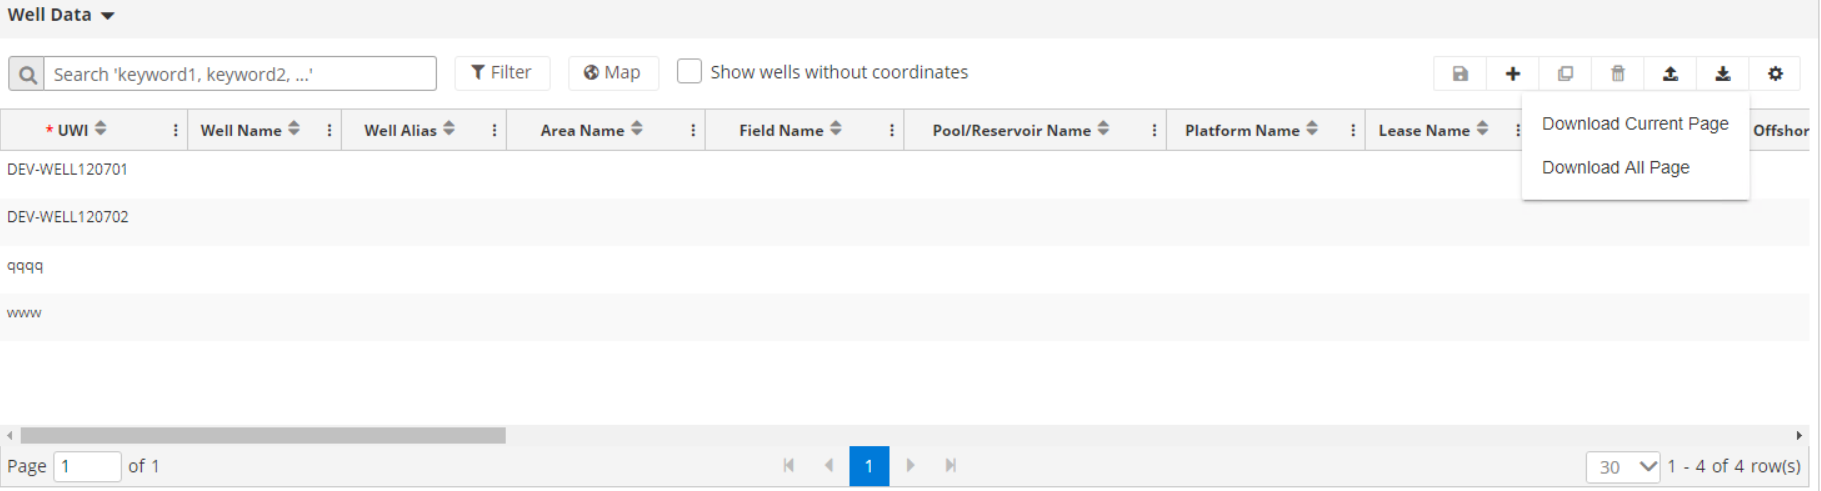 Well Data
Search 'keyword1, keyword2, ...' Filter Map Show wells without coordinates
* UWI Well Name Well Alias Area Name Field Name Pool/Reservoir Name Platform Name Lease Name Offshor
Download Current Page
Download All Page
DEV-WELL120701
DEV-WELL120702
qqqq
www
Page 1 of 1 1 30 1 - 4 of 4 row(s)